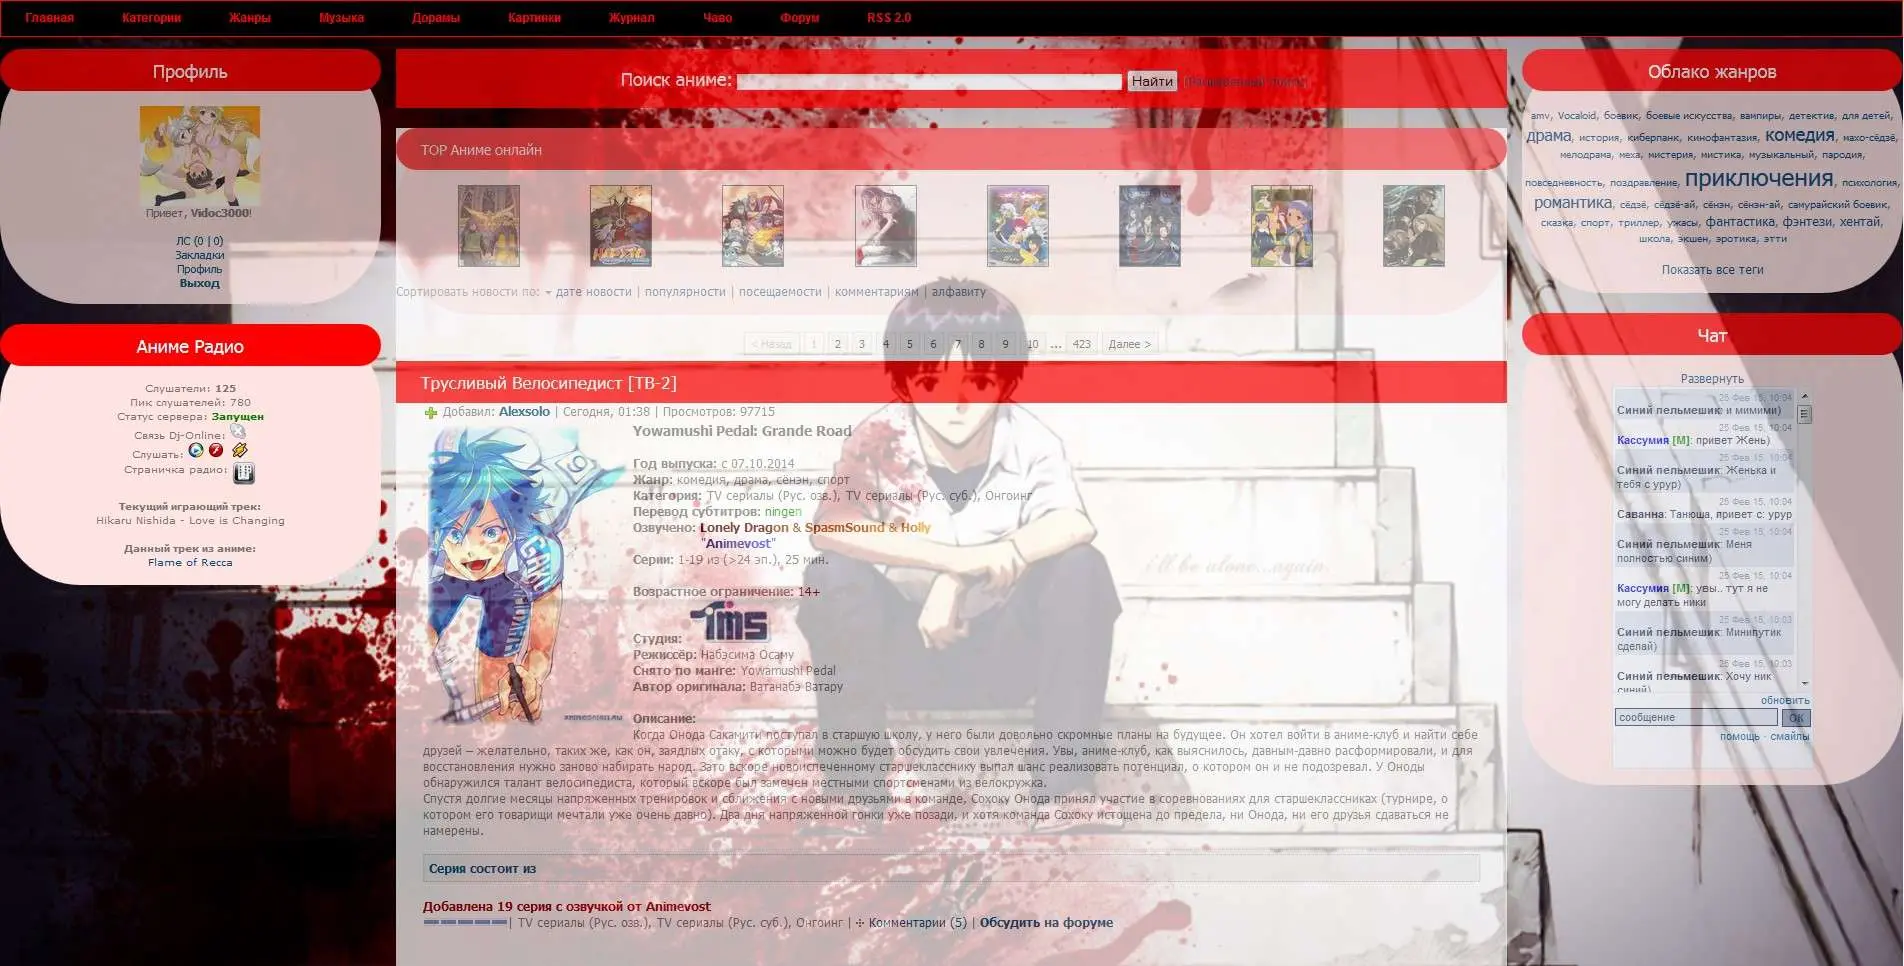 Главная Категории Жанры Музыка Дорамы Картинки Журнал Чаво Форум RSS 2.0
Профиль
Привет, Vidoc3000!
ЛС (0 | 0)
Закладки
Профиль
Выход
Аниме Радио
Слушатели: 125
Пик слушателей: 780
Статус сервера: Запущен
Связь Dj-Online:
Слушать:
Страничка радио:
Текущий играющий трек:
Hikaru Nishida - Love is Changing
Данный трек из аниме:
Flame of Recca
Поиск аниме: Найти [Расширенный поиск]
TOP Аниме онлайн
Сортировать новости по: дате новости | популярности | посещаемости | комментариям | алфавиту
< Назад 1 2 3 4 5 6 7 8 9 10 ... 423 Далее >
Трусливый Велосипедист [ТВ-2]
Добавил: Alexsolo | Сегодня, 01:38 | Просмотров: 97715
Yowamushi Pedal: Grande Road
Год выпуска: с 07.10.2014
Жанр: комедия, драма, сёнэн, спорт
Категория: TV сериалы (Рус. озв.), TV сериалы (Рус. суб.), Онгоинг
Перевод субтитров: ningen
Озвучено: Lonely Dragon & SpasmSound & Holly
"Animevost"
Серии: 1-19 из (>24 эп.), 25 мин.
Возрастное ограничение: 14+
Студия: TMS
Режиссёр: Набэсима Осаму
Снято по манге: Yowamushi Pedal
Автор оригинала: Ватанабэ Ватару
Описание:
Когда Онода Сакамити поступал в старшую школу, у него были довольно скромные планы на будущее. Он хотел войти в аниме-клуб и найти себе
друзей – желательно, таких же, как он, заядлых отаку, с которыми можно будет обсудить свои увлечения. Увы, аниме-клуб, как выяснилось, давным-давно расформировали, и для
восстановления нужно заново набирать народ. Зато вскоре новоиспеченному старшекласснику выпал шанс реализовать потенциал, о котором он и не подозревал. У Оноды
обнаружился талант велосипедиста, который вскоре был замечен местными спортсменами из велокружка.
Спустя долгие месяцы напряженных тренировок и сближения с новыми друзьями в команде, Сохоку Онода принял участие в соревнованиях для старшеклассников (турнире, о
котором его товарищи мечтали уже очень давно). Два дня напряженной гонки уже позади, и хотя команда Сохоку истощена до предела, ни Онода, ни его друзья сдаваться не
намерены.
i'll be alone...again.
Серия состоит из
Добавлена 19 серия с озвучкой от Animevost
| TV сериалы (Рус. озв.), TV сериалы (Рус. суб.), Онгоинг | Комментарии (5) | Обсудить на форуме
Облако жанров
amv, Vocaloid, боевик, боевые искусства, вампиры, детектив, для детей,
драма, история, киберпанк, кинофантазия, комедия, махо-сёдзё,
мелодрама, меха, мистерия, мистика, музыкальный, пародия,
повседневность, поздравление, приключения, психология,
романтика, сёдзё, сёдзё-ай, сёнэн, сёнэн-ай, самурайский боевик,
сказка, спорт, триллер, ужасы, фантастика, фэнтези, хентай,
школа, экшен, эротика, этти
Показать все теги
Чат
Развернуть
25 Фев 15, 10:04
Синий пельмешик: и мимими)
25 Фев 15, 10:04
Кассумия [M]: привет Жень)
25 Фев 15, 10:04
Синий пельмешик: Женька и
тебя с урур)
25 Фев 15, 10:04
Саванна: Танюша, привет с: урур
25 Фев 15, 10:04
Синий пельмешик: Меня
полностью синим)
25 Фев 15, 10:04
Кассумия [M]: увы.. тут я не
могу делать ники
25 Фев 15, 10:03
Синий пельмешик: Минипутик
сделай)
25 Фев 15, 10:03
Синий пельмешик: Хочу ник
синий)
обновить
сообщение OK
помощь · смайлы